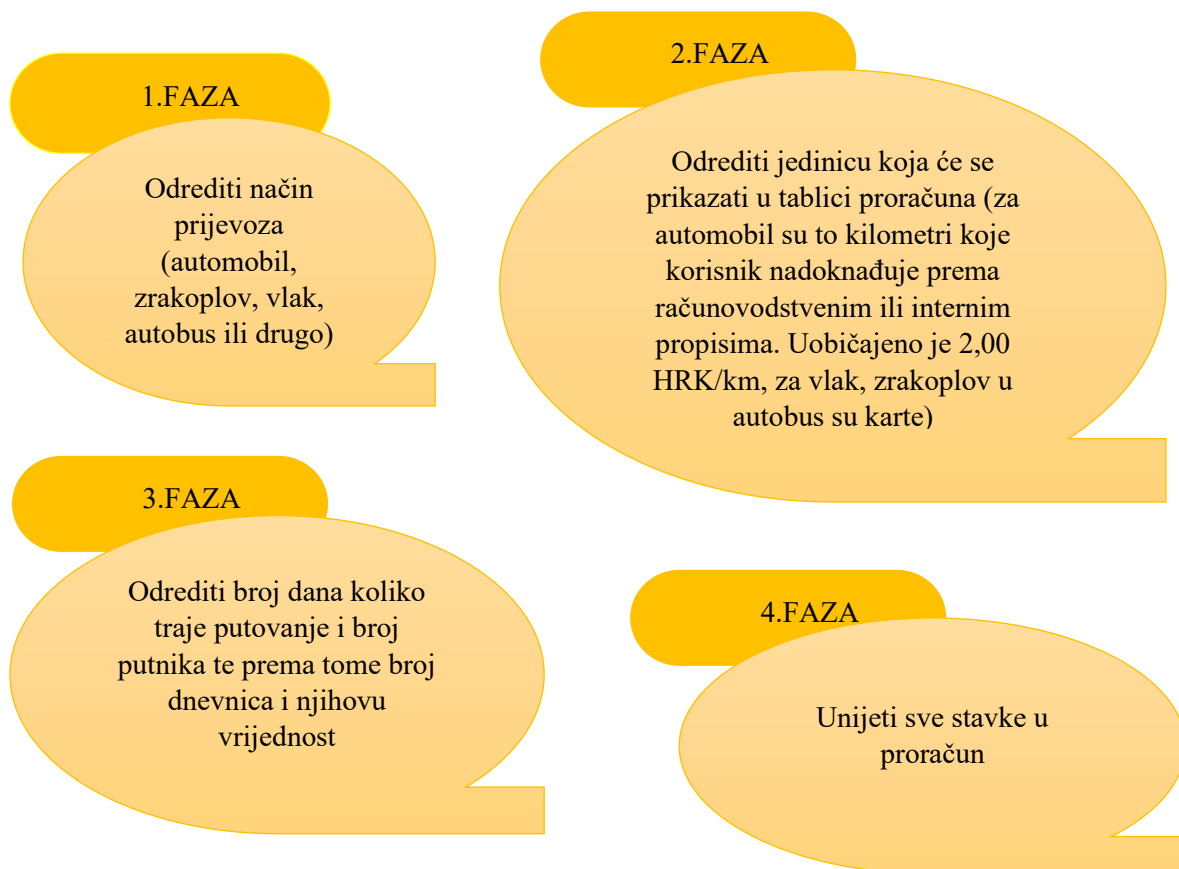 1.FAZA
Odrediti način
prijevoza
(automobil,
zrakoplov, vlak,
autobus ili drugo)
2.FAZA
Odrediti jedinicu koja će se
prikazati u tablici proračuna (za
automobil su to kilometri koje
korisnik nadoknađuje prema
računovodstvenim ili internim
propisima. Uobičajeno je 2,00
HRK/km, za vlak, zrakoplov u
autobus su karte)
3.FAZA
Odrediti broj dana koliko
traje putovanje i broj
putnika te prema tome broj
dnevnica i njihovu
vrijednost
4.FAZA
Unijeti sve stavke u
proračun